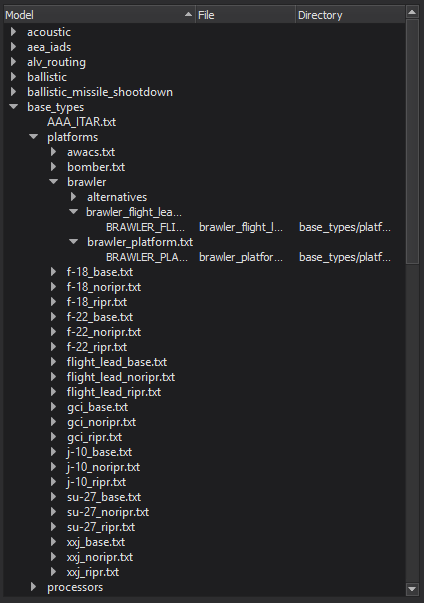 Model File Directory
acoustic
aea_iads
alv_routing
ballistic
ballistic_missile_shootdown
base_types
AAA_ITAR.txt
platforms
awacs.txt
bomber.txt
brawler
alternatives
brawler_flight_lea...
BRAWLER_FLI... brawler_flight_l... base_types/platf...
brawler_platform.txt
BRAWLER_PLA... brawler_platfor... base_types/platf...
f-18_base.txt
f-18_noripr.txt
f-18_ripr.txt
f-22_base.txt
f-22_noripr.txt
f-22_ripr.txt
flight_lead_base.txt
flight_lead_noripr.txt
flight_lead_ripr.txt
gci_base.txt
gci_noripr.txt
gci_ripr.txt
j-10_base.txt
j-10_noripr.txt
j-10_ripr.txt
su-27_base.txt
su-27_noripr.txt
su-27_ripr.txt
xxj_base.txt
xxj_noripr.txt
xxj_ripr.txt
processors